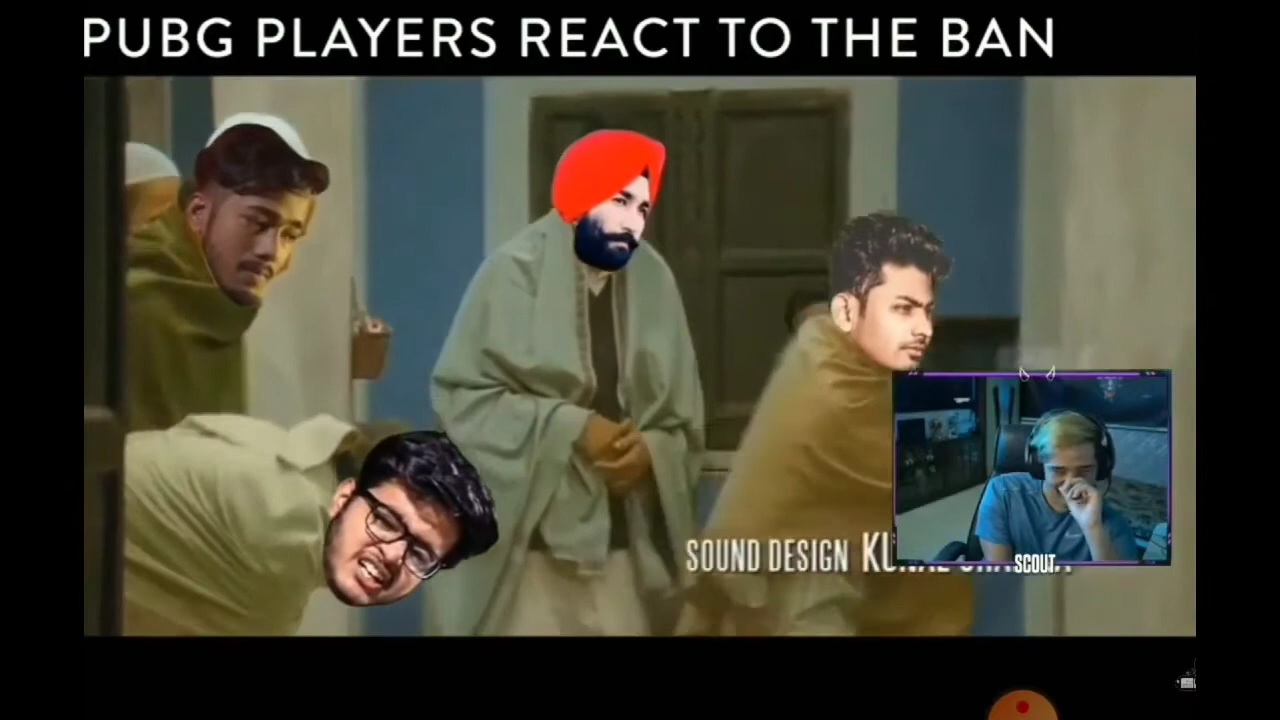 PUBG PLAYERS REACT TO THE BAN
SOUND DESIGN
SCOUT